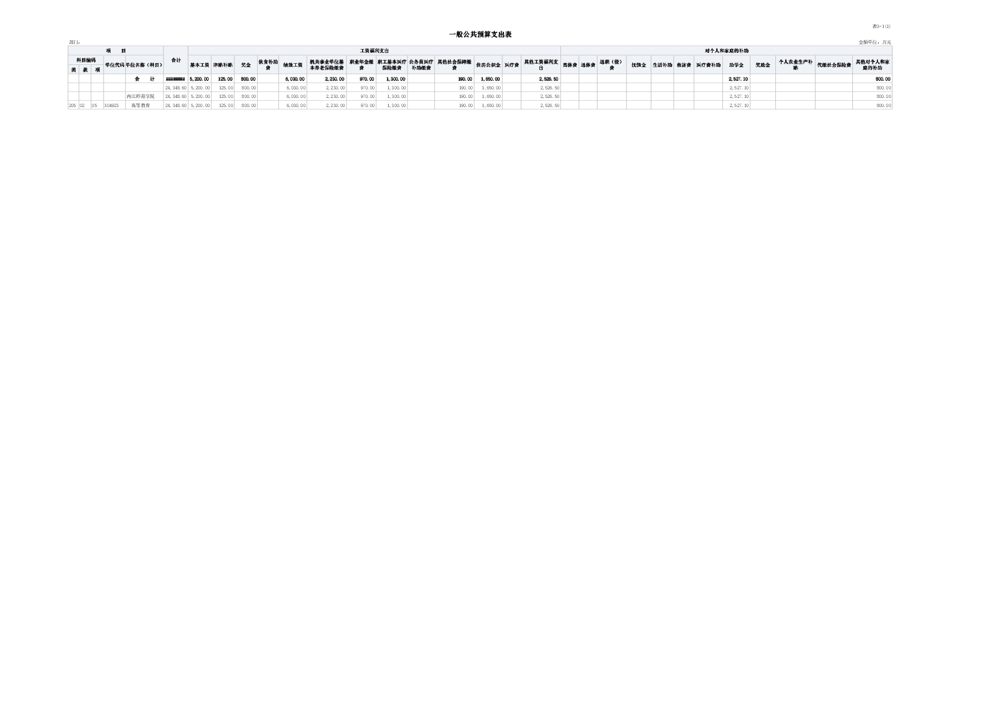 表3-1(1)
一般公共预算支出表
部门: 金额单位：万元
项 目 合计 工资福利支出 对个人和家庭的补助
科目编码 单位代码 单位名称（科目） 基本工资 津贴补贴 奖金 伙食补助费 绩效工资 机关事业单位基本养老保险缴费 职业年金缴费 职工基本医疗保险缴费 公务员医疗补助缴费 其他社会保障缴费 住房公积金 医疗费 其他工资福利支出 离休费 退休费 退职（役）费 抚恤金 生活补助 救济费 医疗费补助 助学金 奖励金 个人农业生产补贴 代缴社会保险费 其他对个人和家庭的补助
类 款 项
合 计 ######## 5,200.00 125.00 800.00 6,030.00 2,230.00 970.00 1,300.00 190.00 1,650.00 2,526.50 2,527.10 800.00
24,348.60 5,200.00 125.00 800.00 6,030.00 2,230.00 970.00 1,300.00 190.00 1,650.00 2,526.50 2,527.10 800.00
内江师范学院 24,348.60 5,200.00 125.00 800.00 6,030.00 2,230.00 970.00 1,300.00 190.00 1,650.00 2,526.50 2,527.10 800.00
205 02 05 304923 高等教育 24,348.60 5,200.00 125.00 800.00 6,030.00 2,230.00 970.00 1,300.00 190.00 1,650.00 2,526.50 2,527.10 800.00